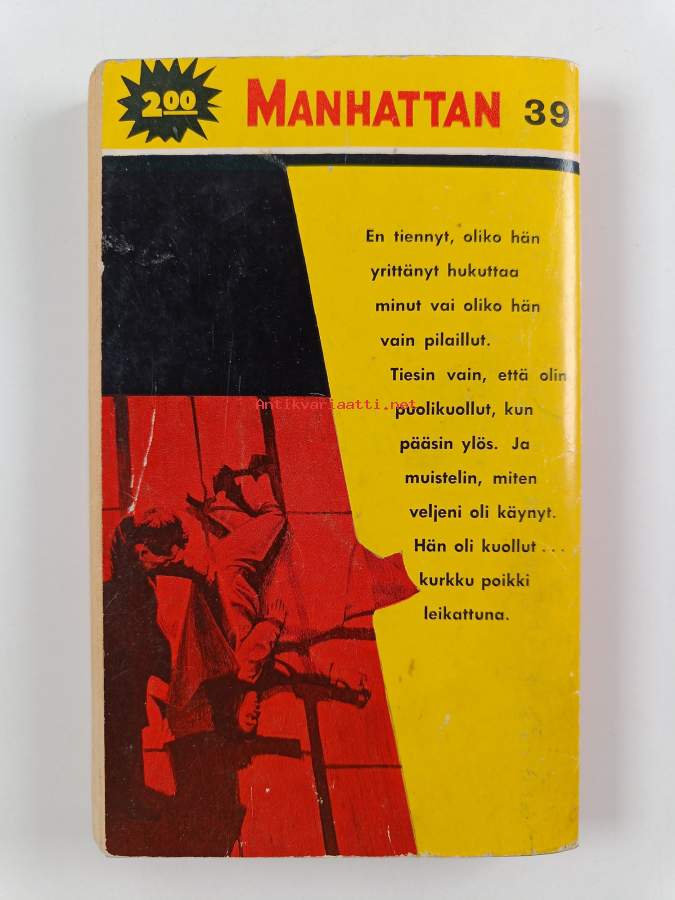 2.00 MANHATTAN 39
En tiennyt, oliko hän
yrittänyt hukuttaa
minut vai oliko hän
vain pilaillut.
Tiesin vain, että olin
Antikvariaatti.net
puolikuollut, kun
pääsin ylös. Ja
muistelin, miten
veljeni oli käynyt.
Hän oli kuollut...
kurkku poikki
leikattuna.